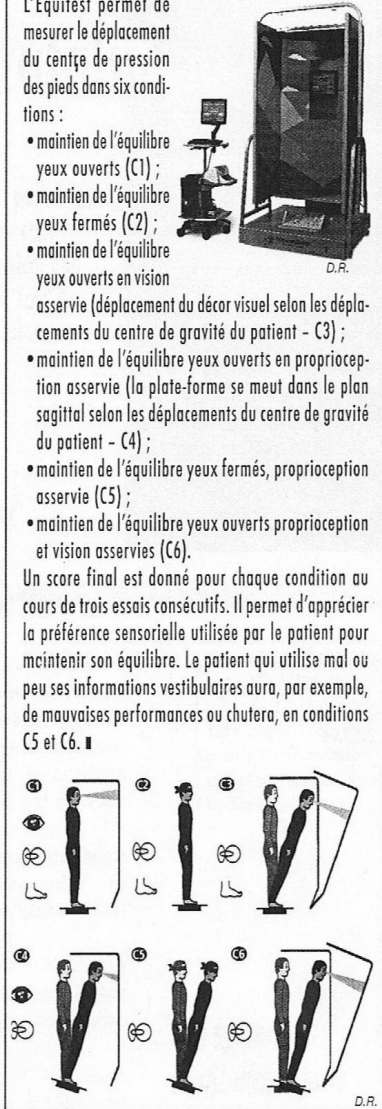 L'Equitest permet de
mesurer le déplacement
du centre de pression
des pieds dans six condi-
tions :
• maintien de l'équilibre
yeux ouverts (C1) ;
• maintien de l'équilibre
yeux fermés (C2) ;
• maintien de l'équilibre
yeux ouverts en vision
D.R.
asservie (déplacement du décor visuel selon les dépla-
cements du centre de gravité du patient – C3) ;
• maintien de l'équilibre yeux ouverts en propriocep-
tion asservie (la plate-forme se meut dans le plan
sagittal selon les déplacements du centre de gravité
du patient – C4) ;
• maintien de l'équilibre yeux fermés, proprioception
asservie (C5) ;
• maintien de l'équilibre yeux ouverts proprioception
et vision asservies (C6).
Un score final est donné pour chaque condition au
cours de trois essais consécutifs. Il permet d'apprécier
la préférence sensorielle utilisée par le patient pour
maintenir son équilibre. Le patient qui utilise mal ou
peu ses informations vestibulaires aura, par exemple,
de mauvaises performances ou chutera, en conditions
C5 et C6. ∎
C1 C2 C3
C4 C5 C6
D.R.